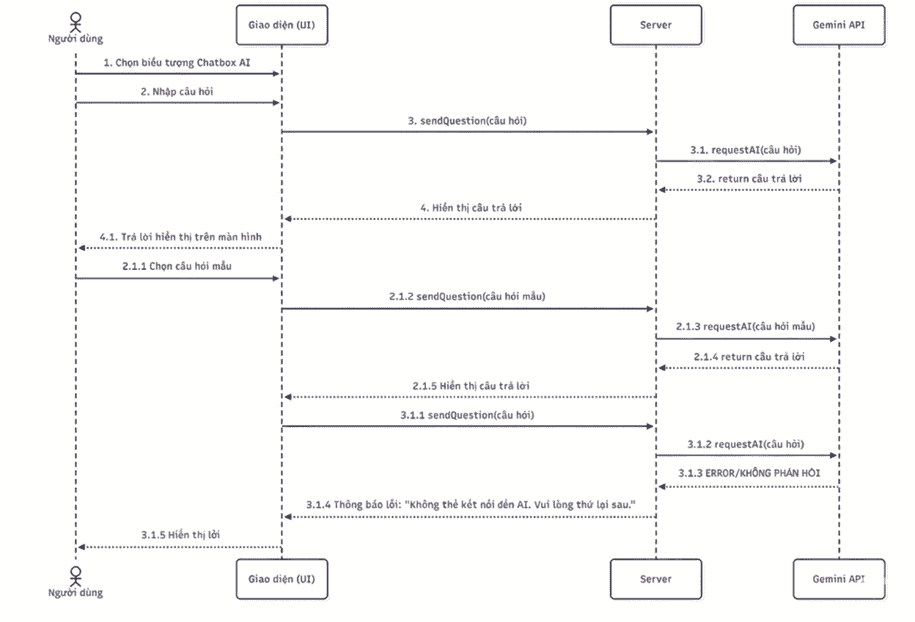 Người dùng
Giao diện (UI)
Server
Gemini API
1. Chọn biểu tượng Chatbox AI
2. Nhập câu hỏi
3. sendQuestion(câu hỏi)
3.1. requestAI(câu hỏi)
3.2. return câu trả lời
4. Hiển thị câu trả lời
4.1. Trả lời hiển thị trên màn hình
2.1.1 Chọn câu hỏi mẫu
2.1.2 sendQuestion(câu hỏi mẫu)
2.1.3 requestAI(câu hỏi mẫu)
2.1.4 return câu trả lời
2.1.5 Hiển thị câu trả lời
3.1.1 sendQuestion(câu hỏi)
3.1.2 requestAI(câu hỏi)
3.1.3 ERROR/KHÔNG PHẢN HỒI
3.1.4 Thông báo lỗi: "Không thể kết nối đến AI. Vui lòng thử lại sau."
3.1.5 Hiển thị lỗi
Người dùng
Giao diện (UI)
Server
Gemini API